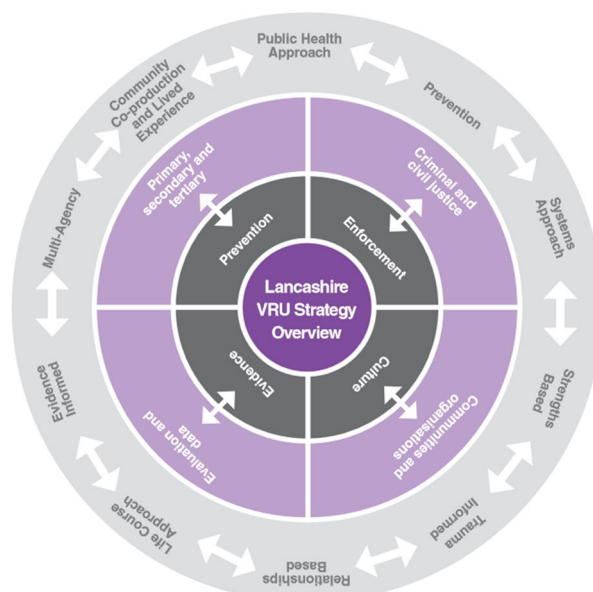 Public Health
Approach
Prevention
Systems
Approach
Strengths
Based
Trauma
Informed
Relationships
Based
Life Course
Approach
Evidence
Informed
Multi-Agency
Community
Co-production
and Lived
Experience
Primary,
secondary and
tertiary
Criminal and
civil justice
Communities and
organisations
Evaluation and
data
Prevention
Enforcement
Culture
Evidence
Lancashire
VRU Strategy
Overview